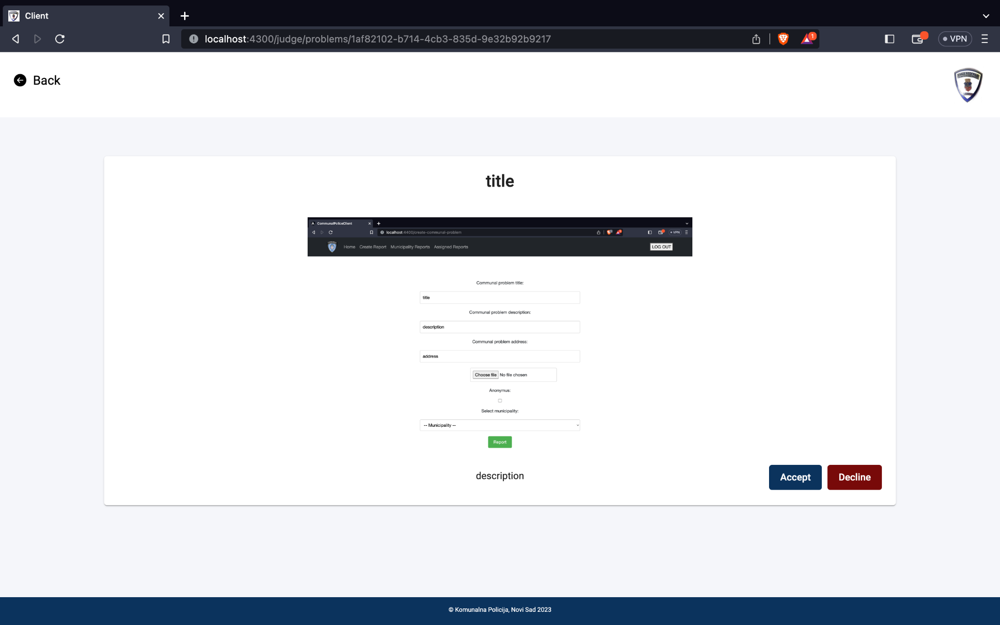 Client
localhost:4300/judge/problems/1af82102-b714-4cb3-835d-9e32b92b9217
1
VPN
Back
title
CommunalPoliceClient
localhost:4400/create-communal-problem
VPN
Home Create Report Municipality Reports Assigned Reports
LOG OUT
Communal problem title:
title
Communal problem description:
description
Communal problem address:
address
Choose file No file chosen
Anonymus:
Select municipality:
-- Municipality --
Report
description
Accept
Decline
© Komunalna Policija, Novi Sad 2023